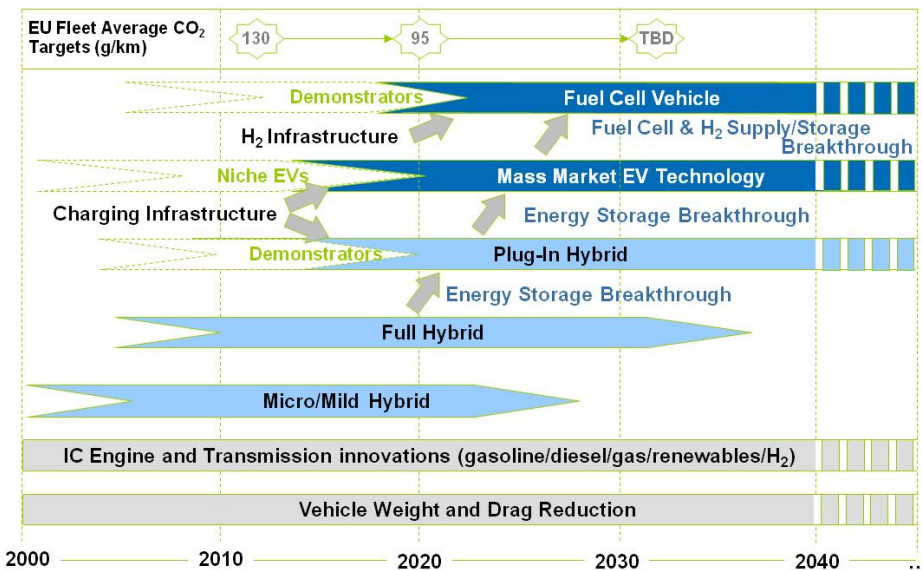 EU Fleet Average CO₂
Targets (g/km)
130
95
TBD
Demonstrators
Fuel Cell Vehicle
H₂ Infrastructure
Fuel Cell & H₂ Supply/Storage
Breakthrough
Niche EVs
Mass Market EV Technology
Charging Infrastructure
Energy Storage Breakthrough
Demonstrators
Plug-In Hybrid
Energy Storage Breakthrough
Full Hybrid
Micro/Mild Hybrid
IC Engine and Transmission innovations (gasoline/diesel/gas/renewables/H₂)
Vehicle Weight and Drag Reduction
2000 2010 2020 2030 2040